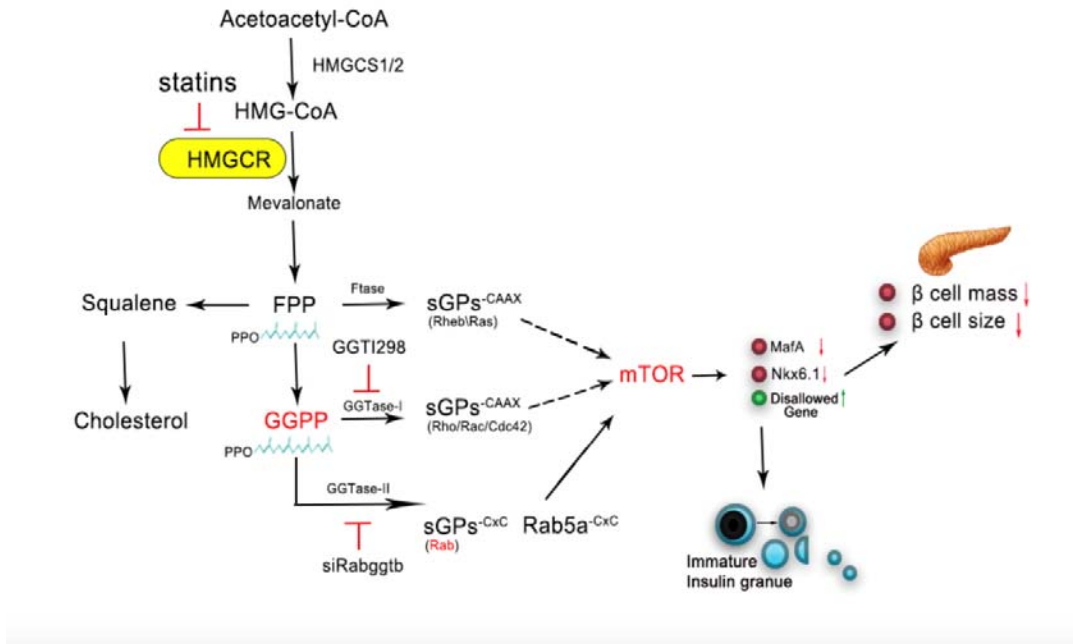 Acetoacetyl-CoA
HMGCS1/2
statins
HMG-CoA
HMGCR
Mevalonate
Squalene
FPP
Ftase
sGPs-CAAX
(Rheb\Ras)
PPO
GGTI298
Cholesterol
GGPP
GGTase-I
sGPs-CAAX
(Rho/Rac/Cdc42)
PPO
GGTase-II
sGPs-CxC
(Rab)
Rab5a-CxC
siRabggtb
mTOR
MafA ↓
Nkx6.1↓
Disallowed↑
Gene
β cell mass↓
β cell size ↓
Immature
Insulin granue